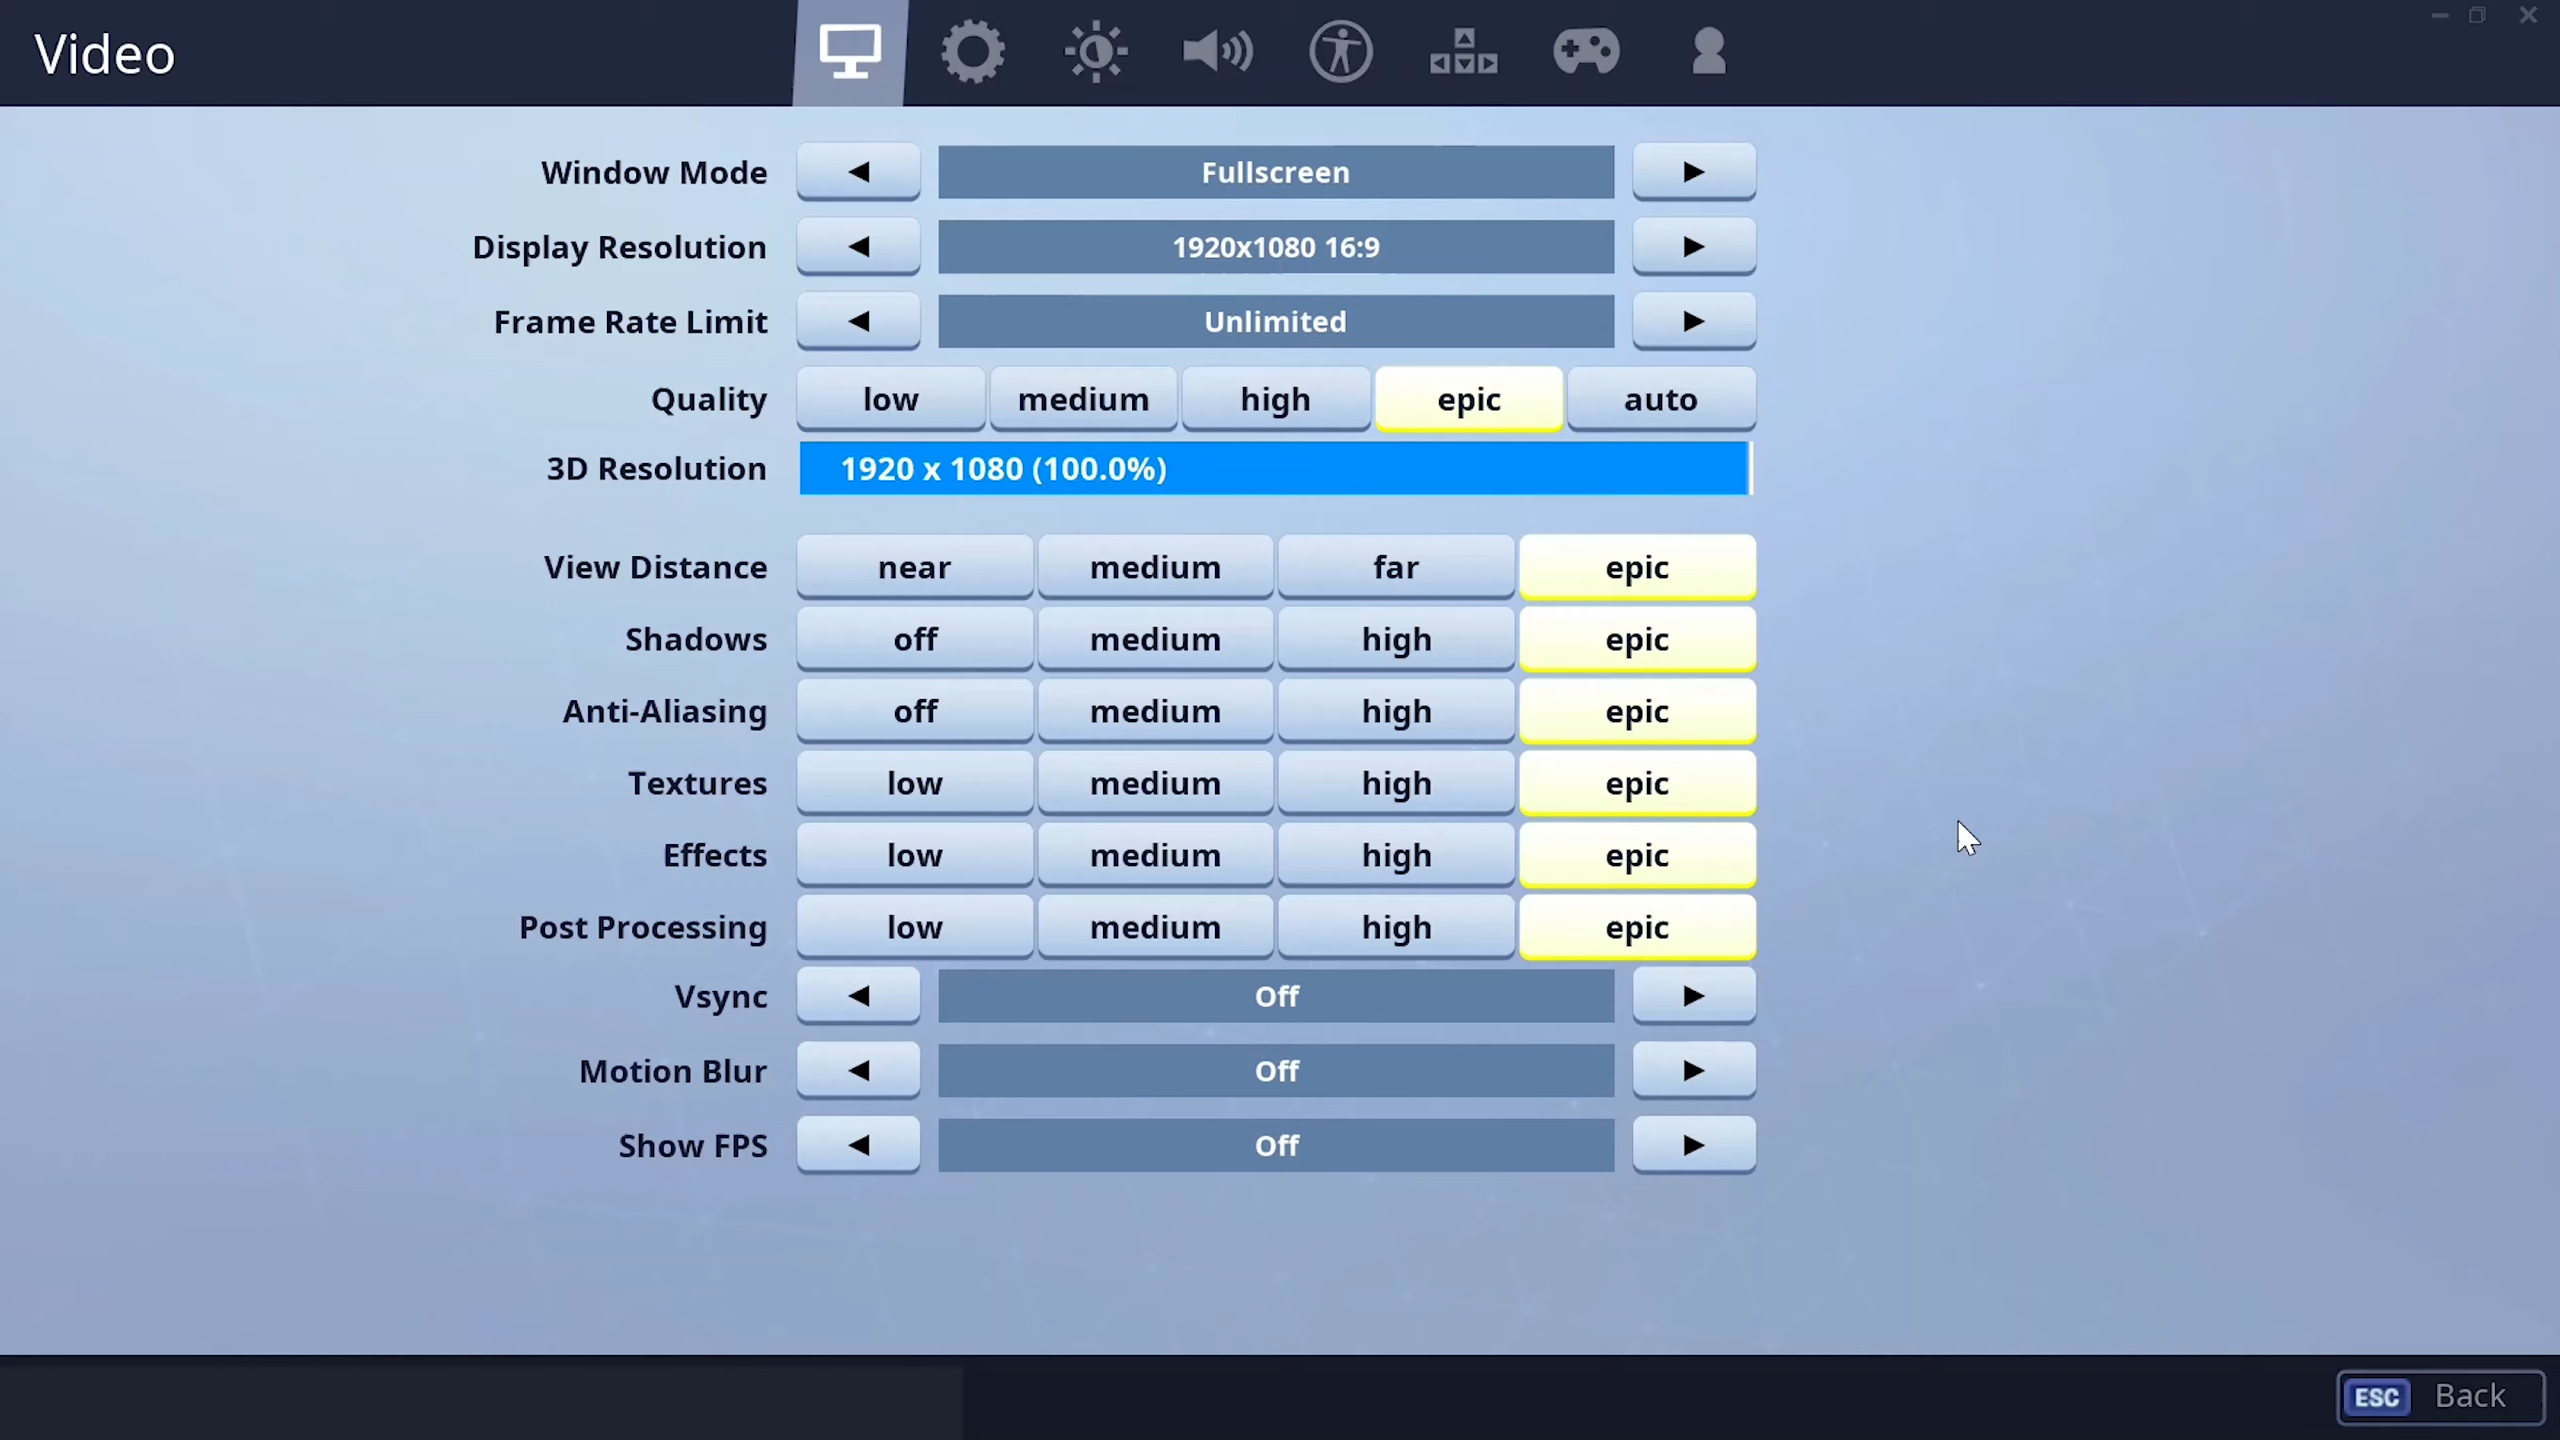 Video
Window Mode Fullscreen
Display Resolution 1920x1080 16:9
Frame Rate Limit Unlimited
Quality low medium high epic auto
3D Resolution 1920 x 1080 (100.0%)
View Distance near medium far epic
Shadows off medium high epic
Anti-Aliasing off medium high epic
Textures low medium high epic
Effects low medium high epic
Post Processing low medium high epic
Vsync Off
Motion Blur Off
Show FPS Off
ESC Back